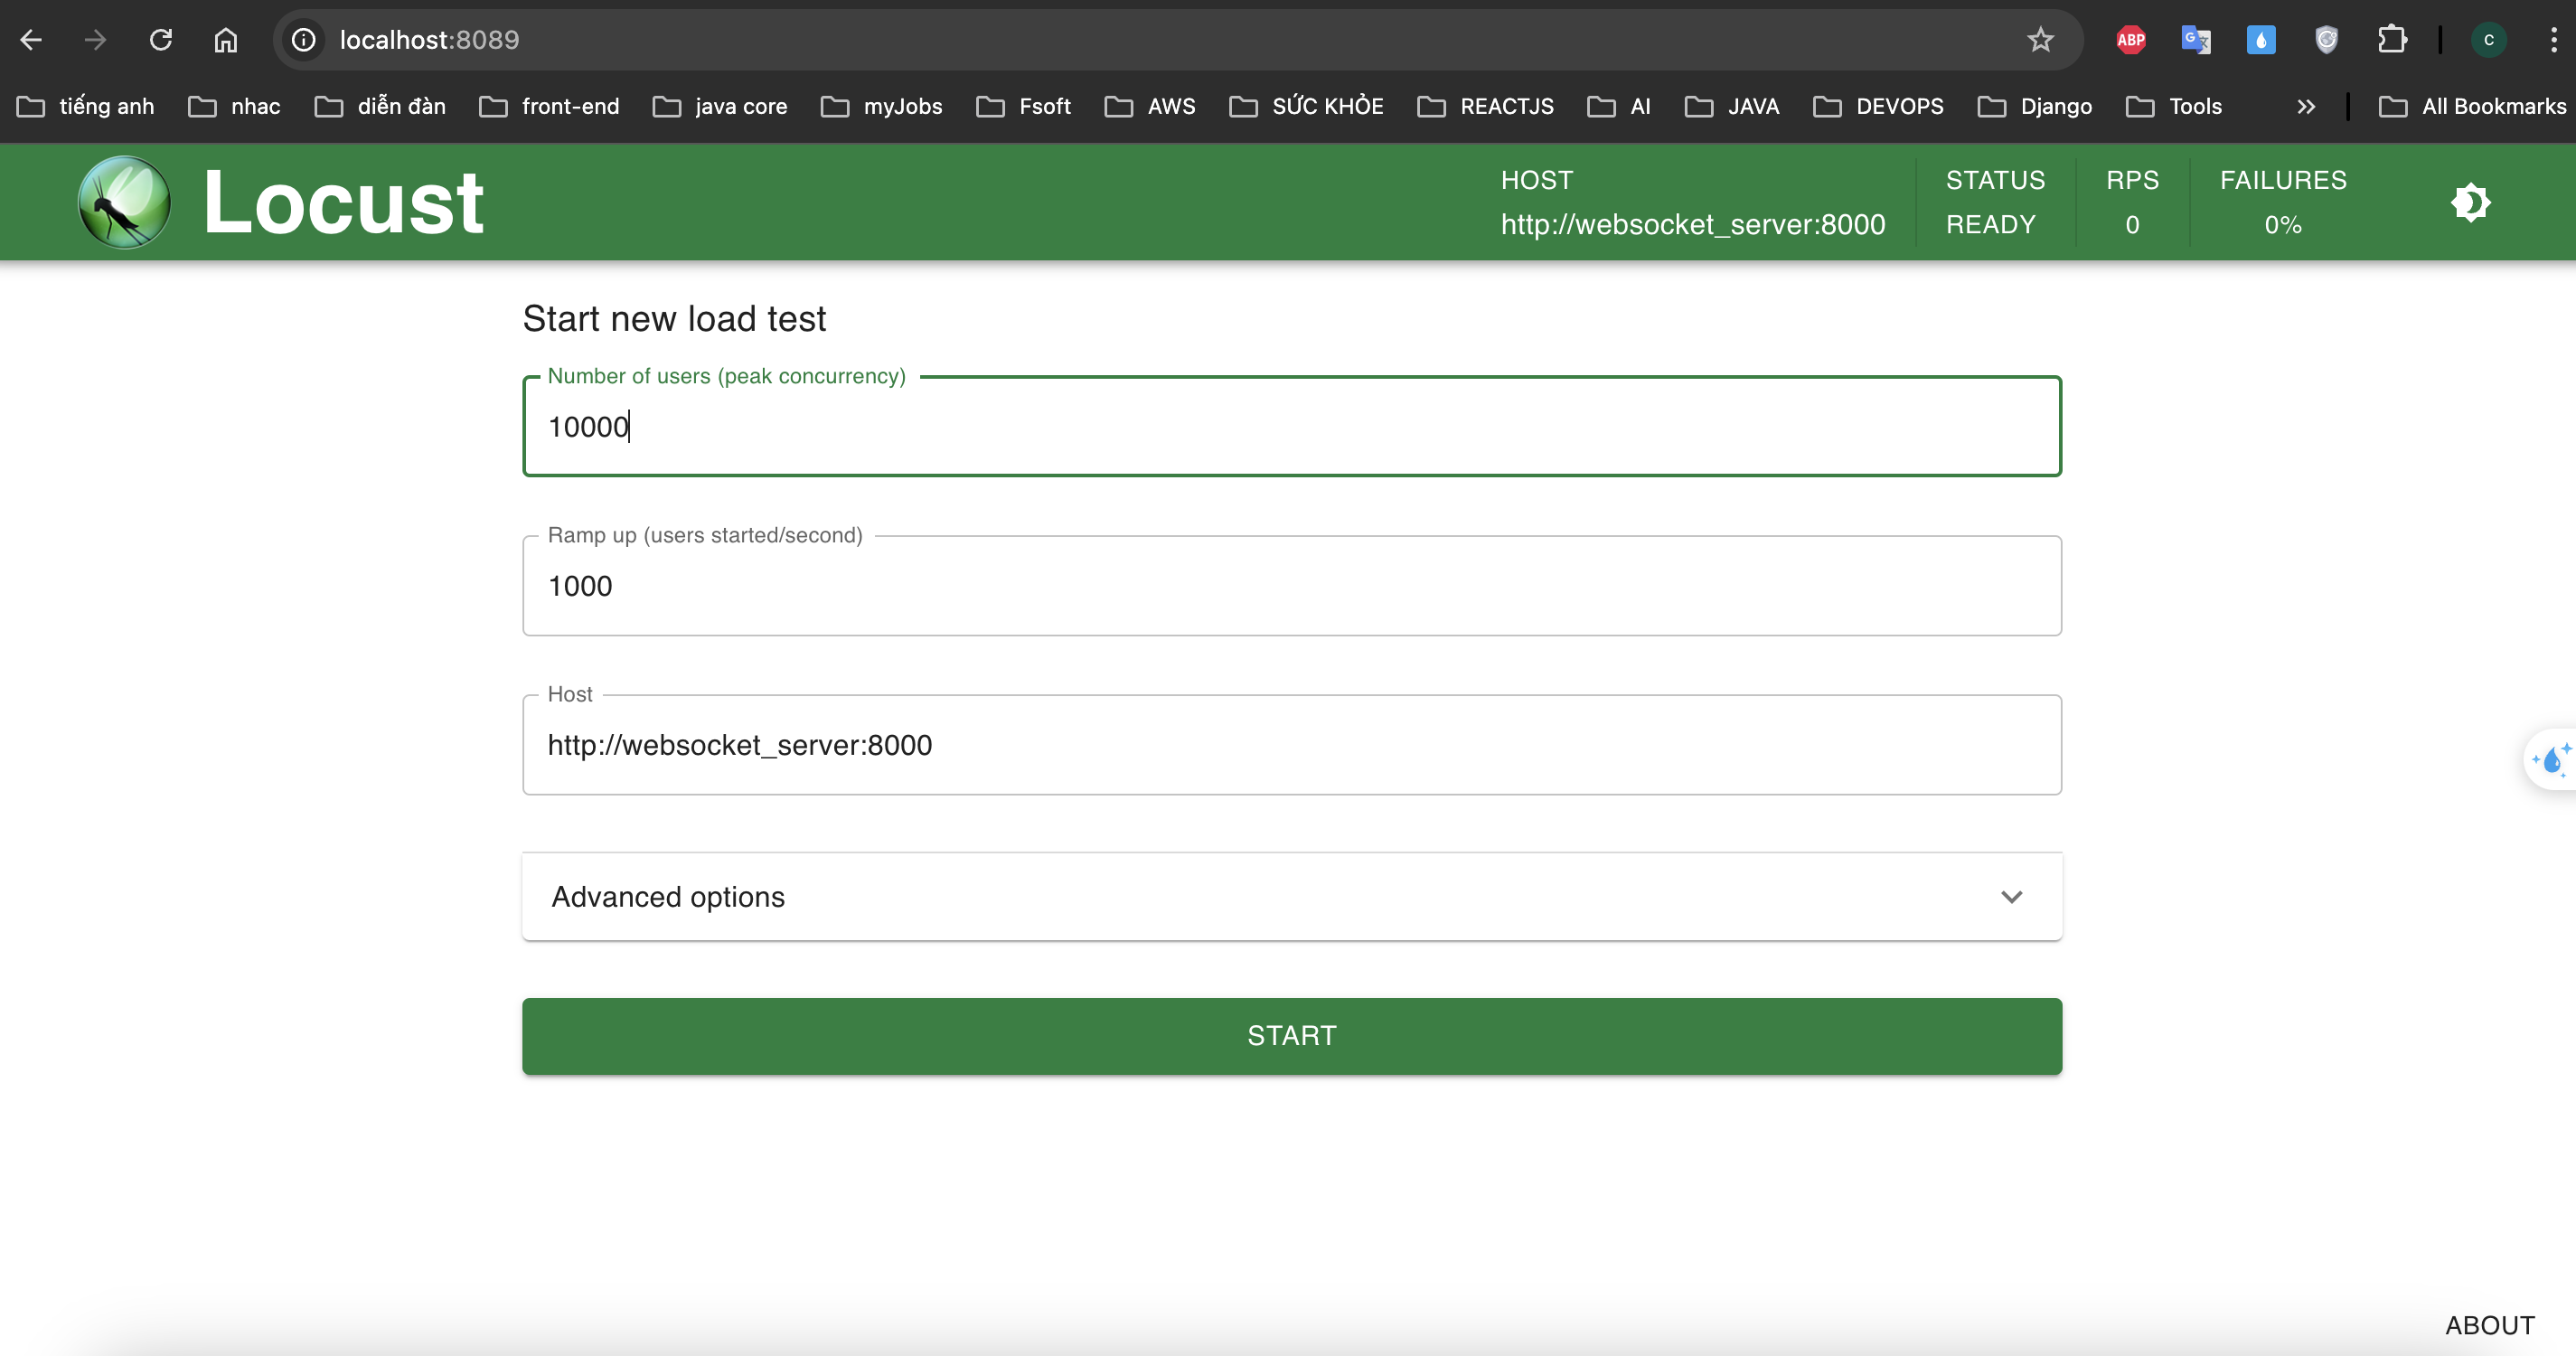 localhost:8089
ABP
G
C
tiếng anh nhac diễn đàn front-end java core myJobs Fsoft AWS SỨC KHỎE REACTJS AI JAVA DEVOPS Django Tools All Bookmarks
Locust
HOST
http://websocket_server:8000
STATUS
READY
RPS
0
FAILURES
0%
Start new load test
Number of users (peak concurrency)
10000
Ramp up (users started/second)
1000
Host
http://websocket_server:8000
Advanced options
START
ABOUT